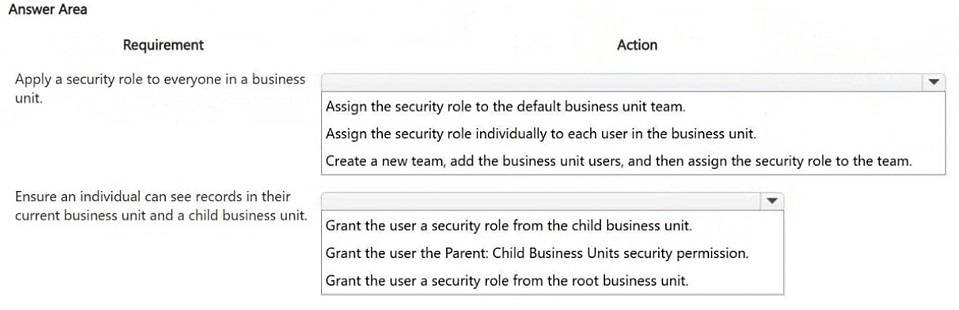 Answer Area
Requirement Action
Apply a security role to everyone in a business
unit.
Assign the security role to the default business unit team.
Assign the security role individually to each user in the business unit.
Create a new team, add the business unit users, and then assign the security role to the team.
Ensure an individual can see records in their
current business unit and a child business unit.
Grant the user a security role from the child business unit.
Grant the user the Parent: Child Business Units security permission.
Grant the user a security role from the root business unit.